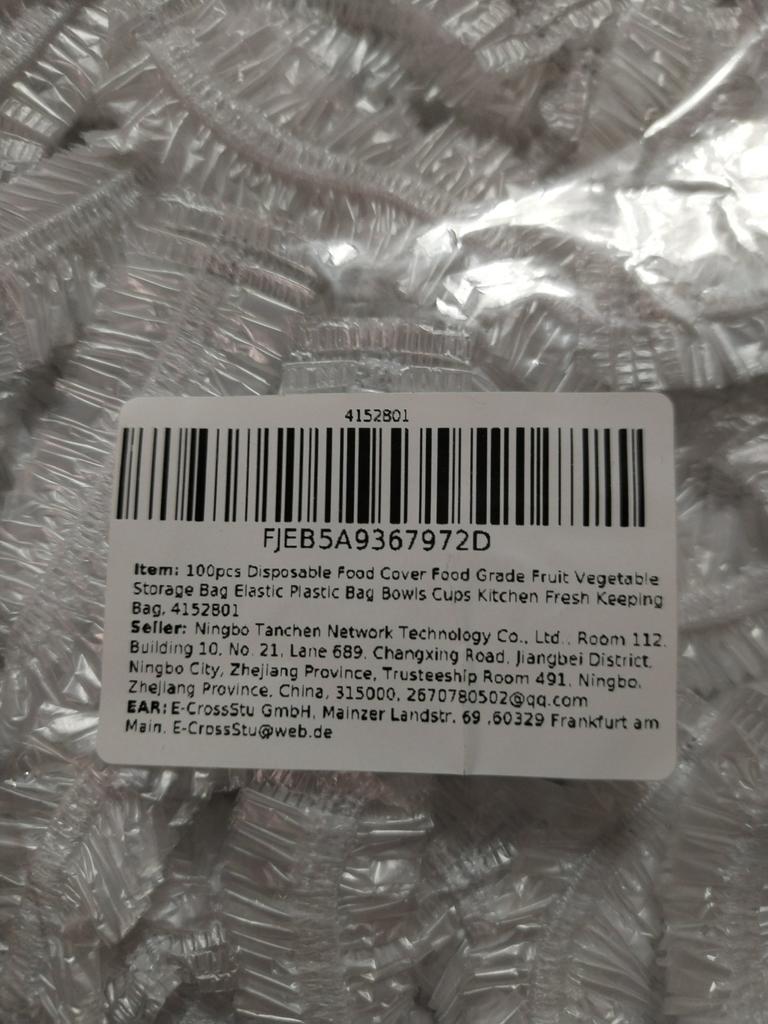 4152801
FJEB5A9367972D
Item: 100pcs Disposable Food Cover Food Grade Fruit Vegetable
Storage Bag Elastic Plastic Bag Bowls Cups Kitchen Fresh Keeping
Bag, 4152801
Seller: Ningbo Tanchen Network Technology Co., Ltd., Room 112,
Building 10, No. 21, Lane 689, Changxing Road, Jiangbei District,
Ningbo City, Zhejiang Province, Trusteeship Room 491, Ningbo,
Zhejiang Province, China, 315000, 2670780502@qq.com
EAR: E-CrossStu GmbH, Mainzer Landstr. 69 ,60329 Frankfurt am
Main, E-CrossStu@web.de